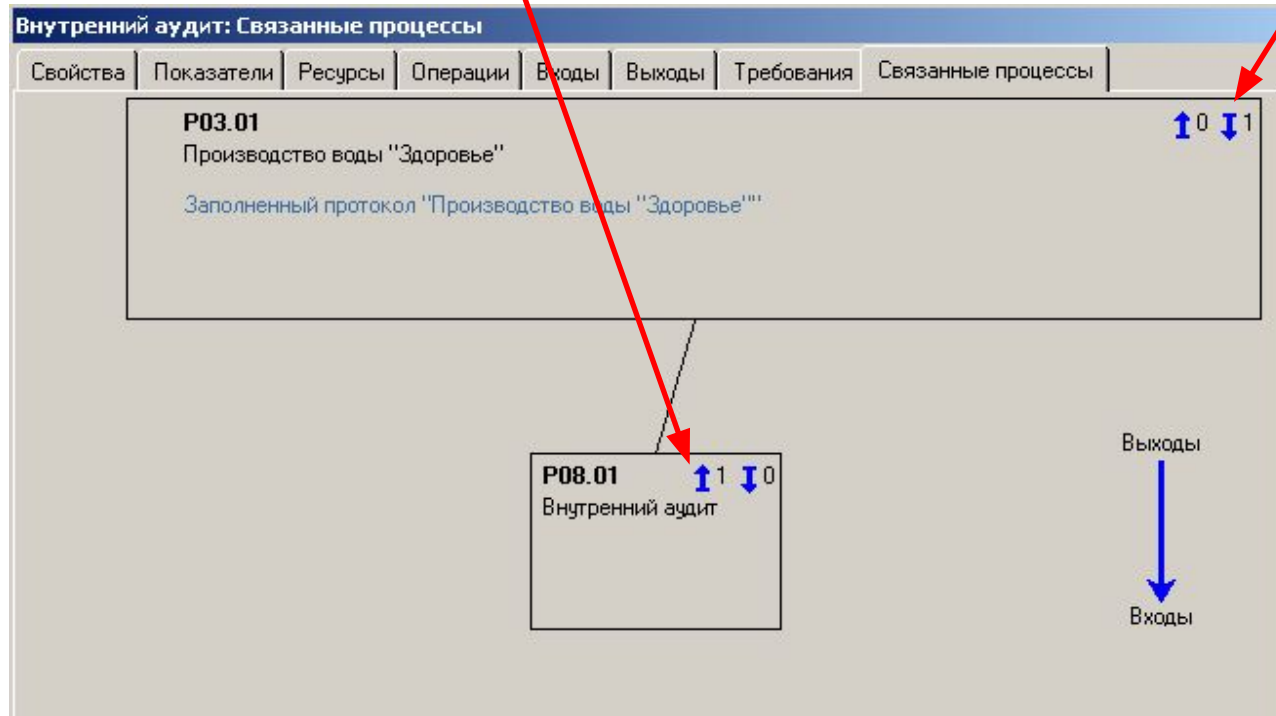 Внутренний аудит: Связанные процессы
Свойства Показатели Ресурсы Операции Входы Выходы Требования Связанные процессы
P03.01 0 1
Производство воды "Здоровье"
Заполненный протокол "Производство воды "Здоровье""
Выходы
P08.01 1 0
Внутренний аудит
Входы